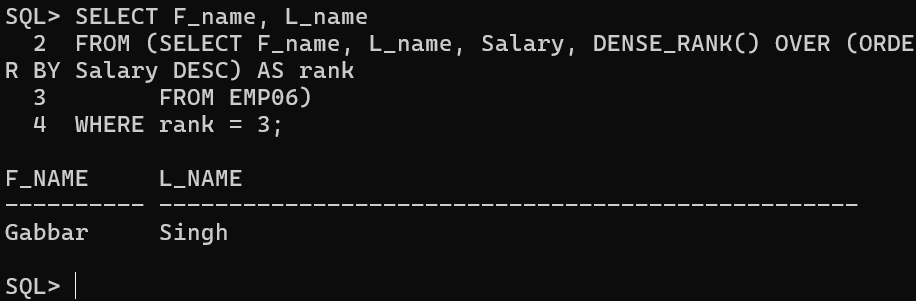 SQL> SELECT F_name, L_name
  2  FROM (SELECT F_name, L_name, Salary, DENSE_RANK() OVER (ORDE
R BY Salary DESC) AS rank
  3        FROM EMP06)
  4  WHERE rank = 3;
F_NAME     L_NAME
---------- --------------------------------------------------
Gabbar     Singh
SQL>